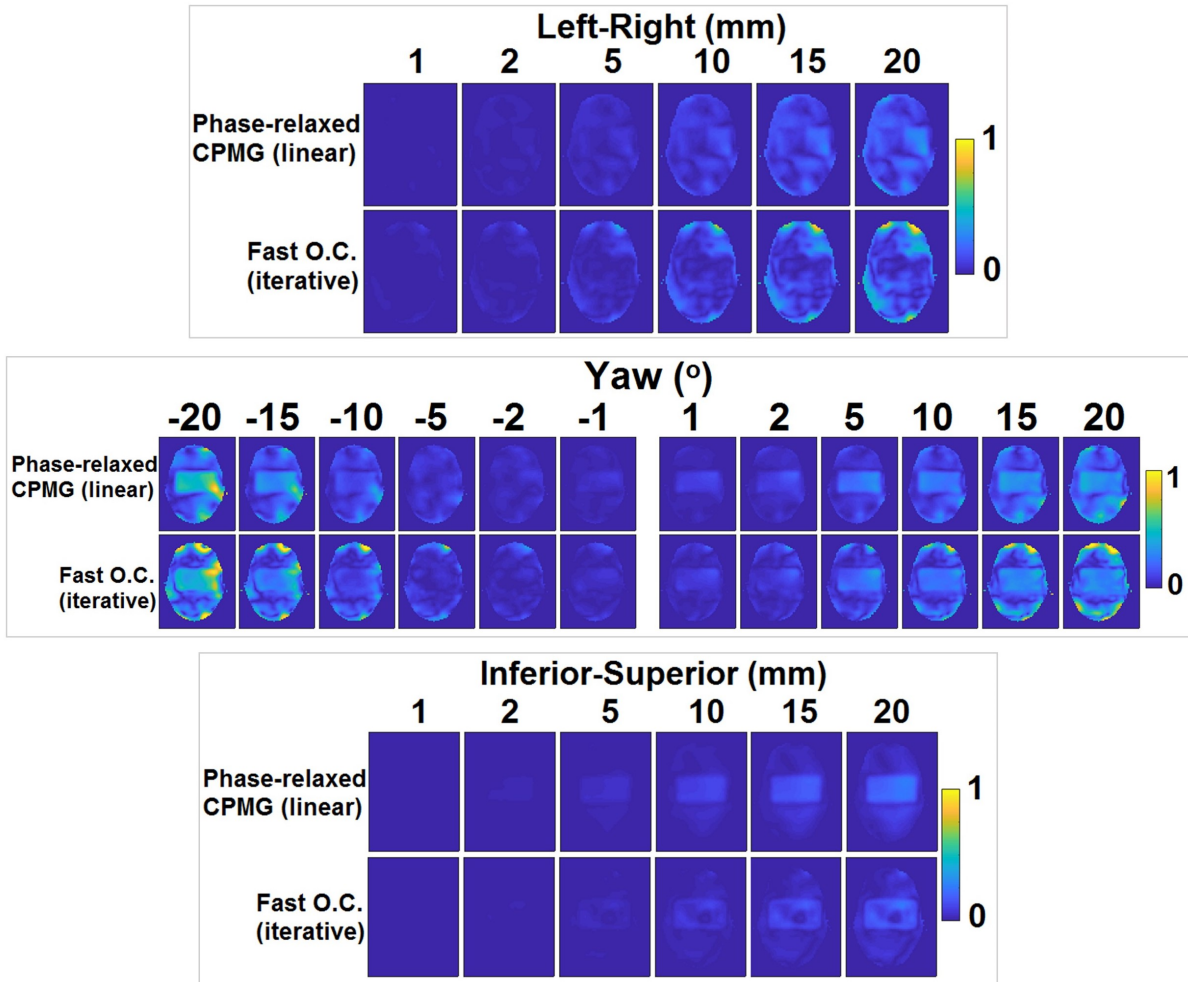 Left-Right (mm)
1 2 5 10 15 20
Phase-relaxed
CPMG (linear)
1
Fast O.C.
(iterative)
0
Yaw (º)
-20 -15 -10 -5 -2 -1 1 2 5 10 15 20
Phase-relaxed
CPMG (linear)
1
Fast O.C.
(iterative)
0
Inferior-Superior (mm)
1 2 5 10 15 20
Phase-relaxed
CPMG (linear)
1
Fast O.C.
(iterative)
0